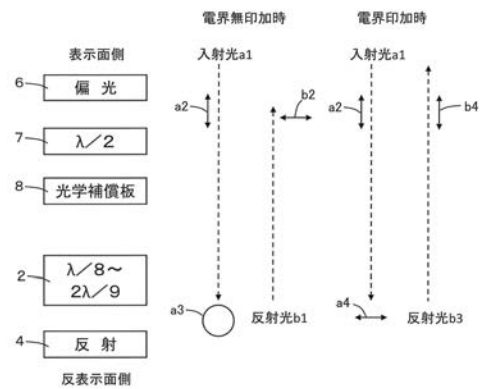 電界無印加時
電界印加時
表示面側
入射光a1
入射光a1
6
偏 光
a2
b2
a2
b4
7
λ/2
8
光学補償板
2
λ/8~
2λ/9
a3
反射光b1
a4
反射光b3
4
反 射
反表示面側